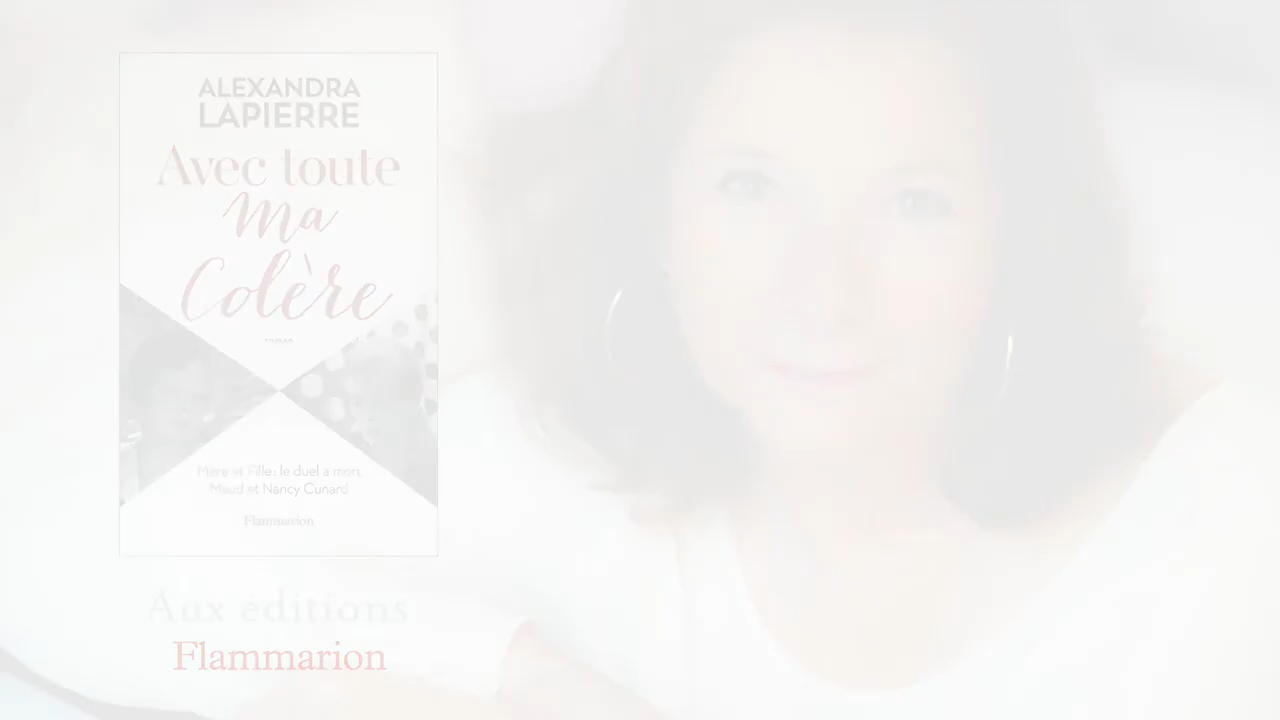 ALEXANDRA
LAPIERRE
Avec toute
Ma
Colère
roman
Mère et Fille : le duel à mort.
Maud et Nancy Cunard
Flammarion
Aux éditions
Flammarion